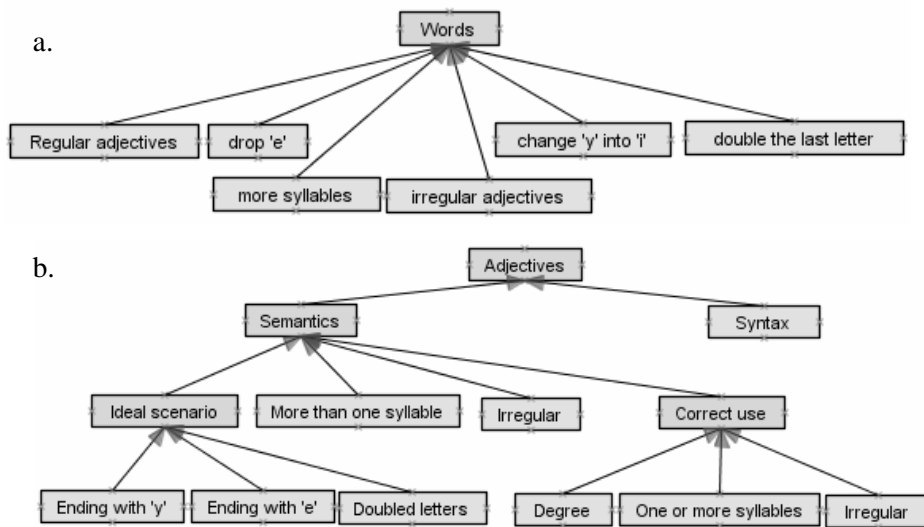 a.
Words
Regular adjectives
drop 'e'
change 'y' into 'i'
double the last letter
more syllables
irregular adjectives
b.
Adjectives
Semantics
Syntax
Ideal scenario
More than one syllable
Irregular
Correct use
Ending with 'y'
Ending with 'e'
Doubled letters
Degree
One or more syllables
Irregular